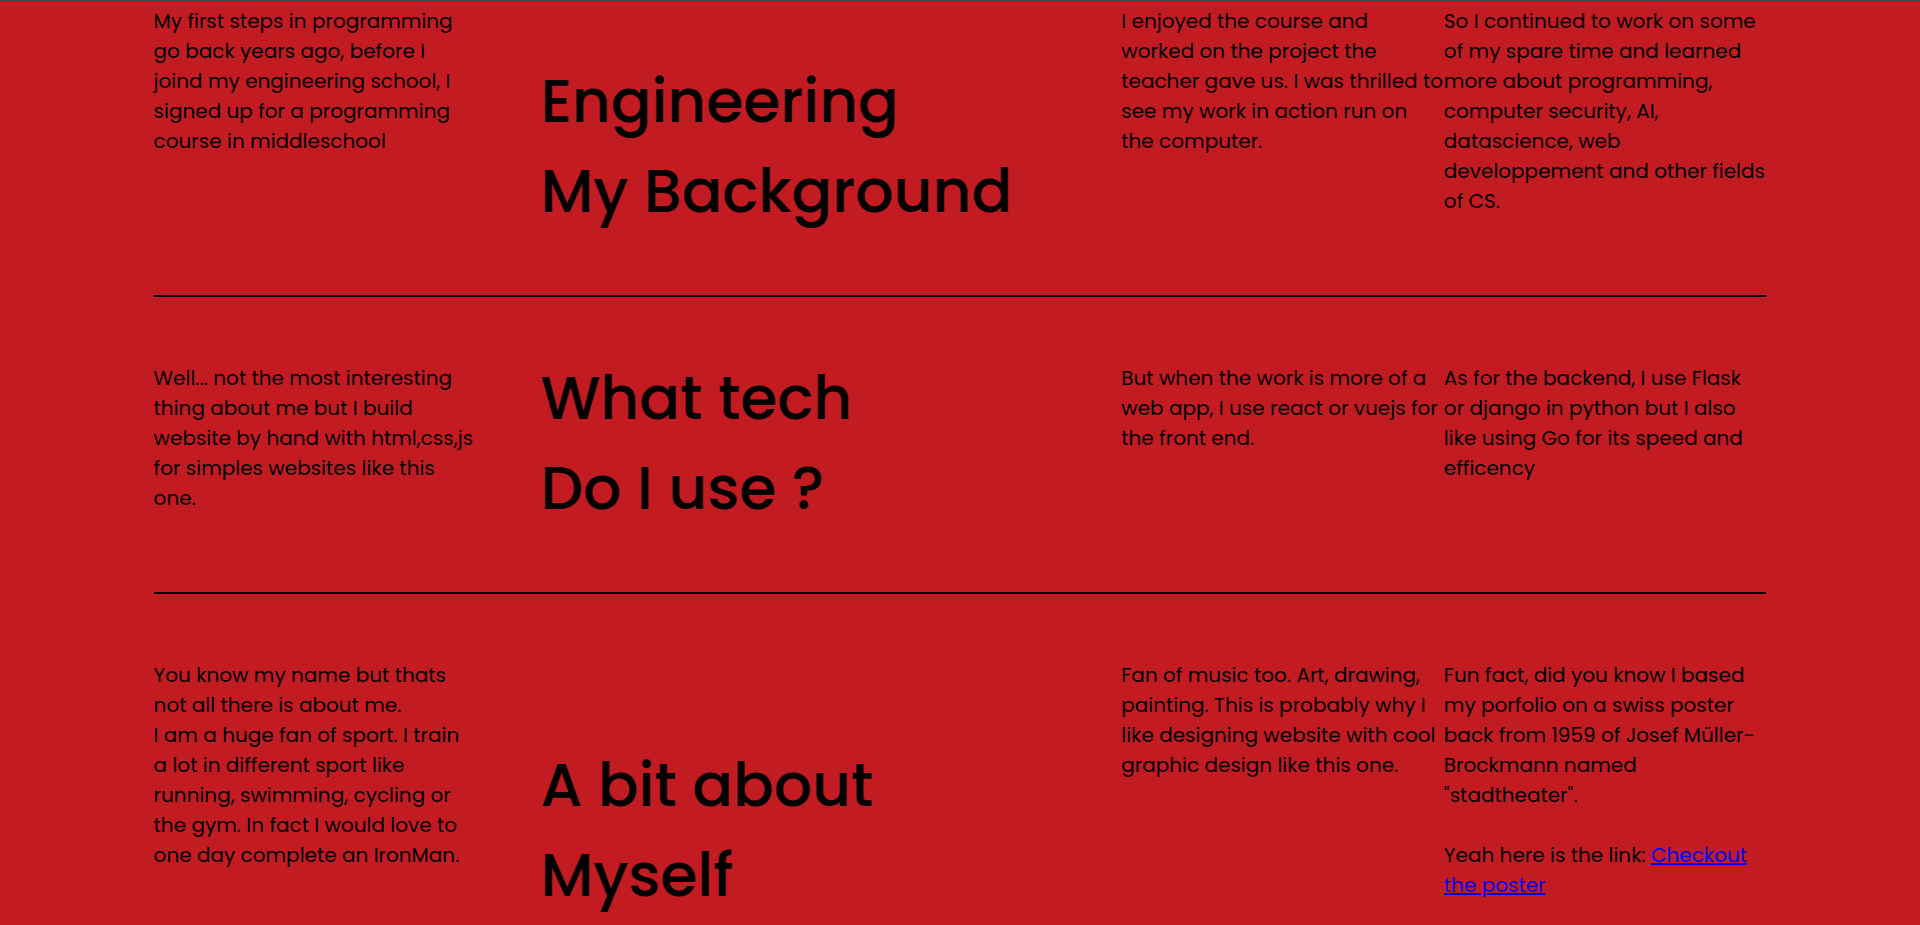 My first steps in programming
go back years ago, before I
joind my engineering school, I
signed up for a programming
course in middleschool
Engineering
My Background
I enjoyed the course and
worked on the project the
teacher gave us. I was thrilled to
see my work in action run on
the computer.
So I continued to work on some
of my spare time and learned
more about programming,
computer security, AI,
datascience, web
developpement and other fields
of CS.
Well... not the most interesting
thing about me but I build
website by hand with html,css,js
for simples websites like this
one.
What tech
Do I use ?
But when the work is more of a
web app, I use react or vuejs for
the front end.
As for the backend, I use Flask
or django in python but I also
like using Go for its speed and
efficency
You know my name but thats
not all there is about me.
I am a huge fan of sport. I train
a lot in different sport like
running, swimming, cycling or
the gym. In fact I would love to
one day complete an IronMan.
A bit about
Myself
Fan of music too. Art, drawing,
painting. This is probably why I
like designing website with cool
graphic design like this one.
Fun fact, did you know I based
my porfolio on a swiss poster
back from 1959 of Josef Müller-
Brockmann named
"stadtheater".
Yeah here is the link: Checkout
the poster